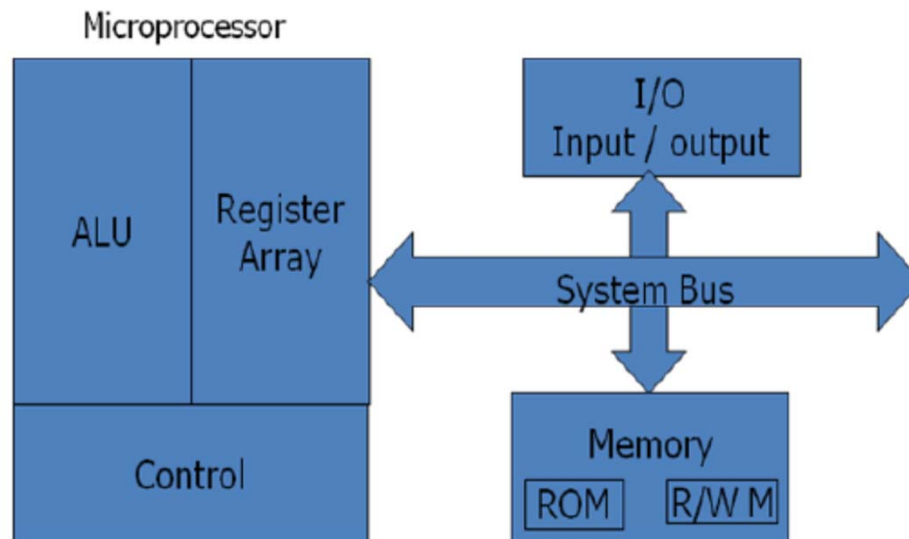 Microprocessor
ALU
Register
Array
Control
I/O
Input / output
System Bus
Memory
ROM
R/W M